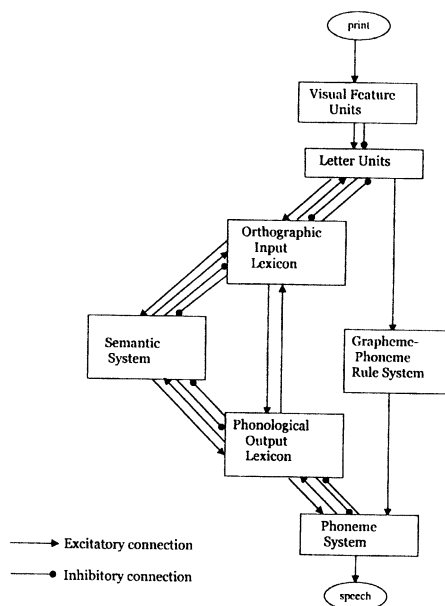 print
Visual Feature
Units
Letter Units
Orthographic
Input
Lexicon
Semantic
System
Grapheme-
Phoneme
Rule System
Phonological
Output
Lexicon
Phoneme
System
Excitatory connection
Inhibitory connection
speech